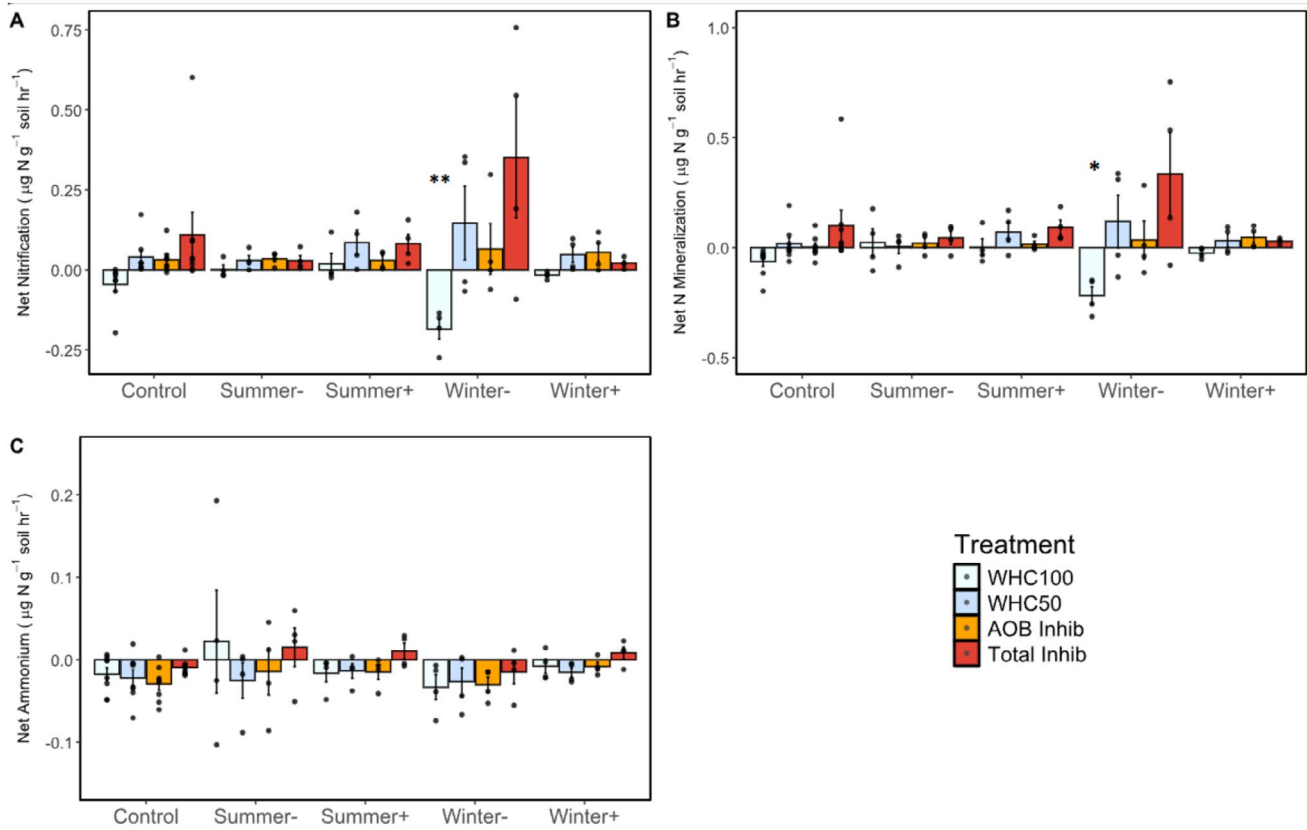 A
Net Nitrification ( μg N g⁻¹ soil hr⁻¹)
0.75
0.50
0.25
0.00
-0.25
**
Control Summer- Summer+ Winter- Winter+
B
Net N Mineralization ( μg N g⁻¹ soil hr⁻¹)
1.0
0.5
0.0
-0.5
*
Control Summer- Summer+ Winter- Winter+
C
Net Ammonium ( μg N g⁻¹ soil hr⁻¹)
0.2
0.1
0.0
-0.1
Control Summer- Summer+ Winter- Winter+
Treatment
WHC100
WHC50
AOB Inhib
Total Inhib